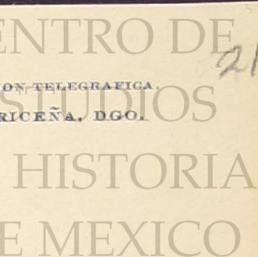 ENTRO DE
21
ON TELEGRAFICA.
STUDIOS
RICEÑA, DGO.
HISTORIA
E MEXICO